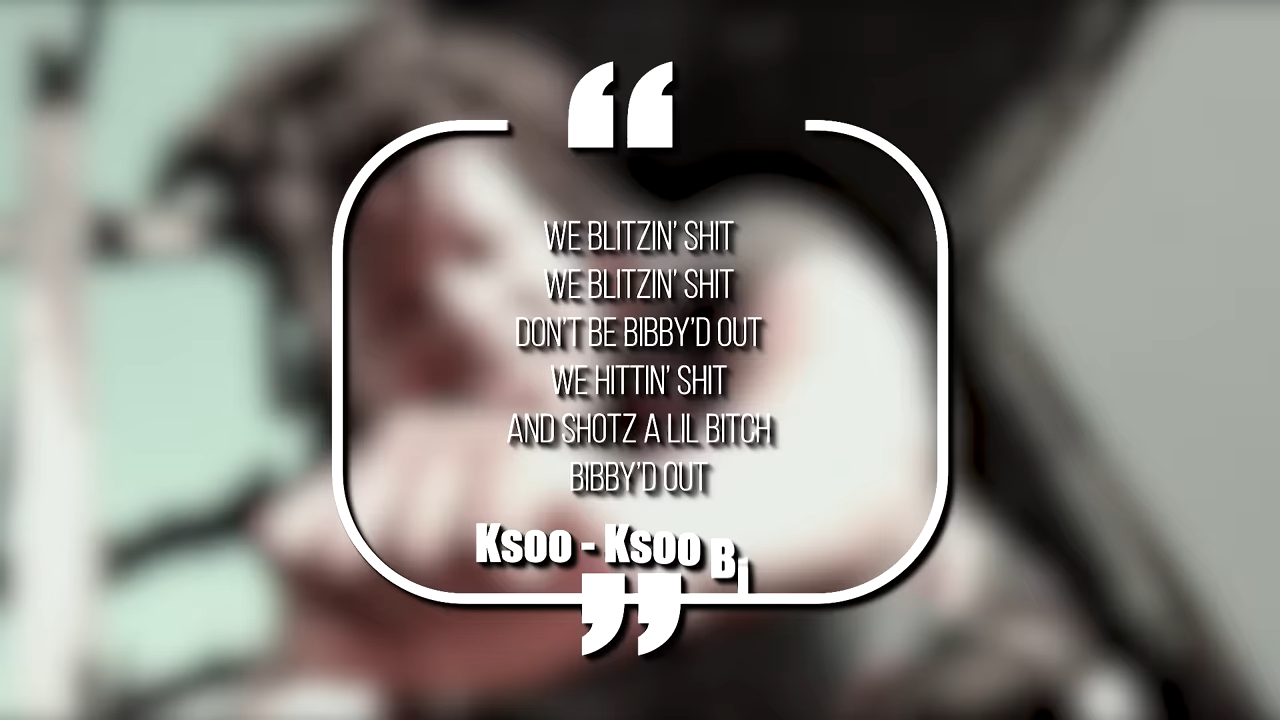 WE BLITZIN' SHIT
WE BLITZIN' SHIT
DON'T BE BIBBY'D OUT
WE HITTIN' SHIT
AND SHOTZ A LIL BITCH
BIBBY'D OUT
Ksoo - Ksoo